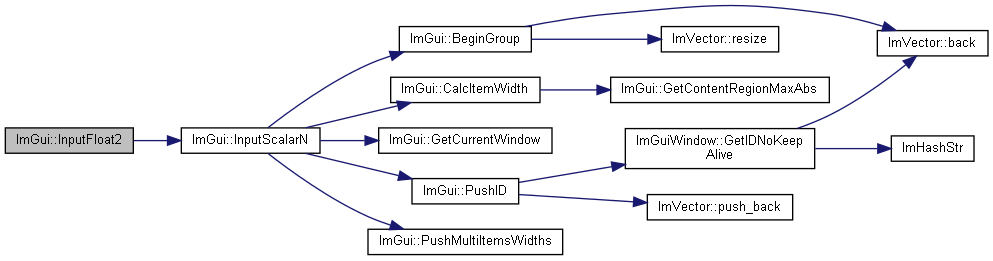 ImGui::InputFloat2
ImGui::InputScalarN
ImGui::BeginGroup
ImGui::CalcItemWidth
ImGui::GetCurrentWindow
ImGui::PushID
ImGui::PushMultiItemsWidths
ImVector::resize
ImGui::GetContentRegionMaxAbs
ImGuiWindow::GetIDNoKeep
Alive
ImVector::push_back
ImVector::back
ImHashStr